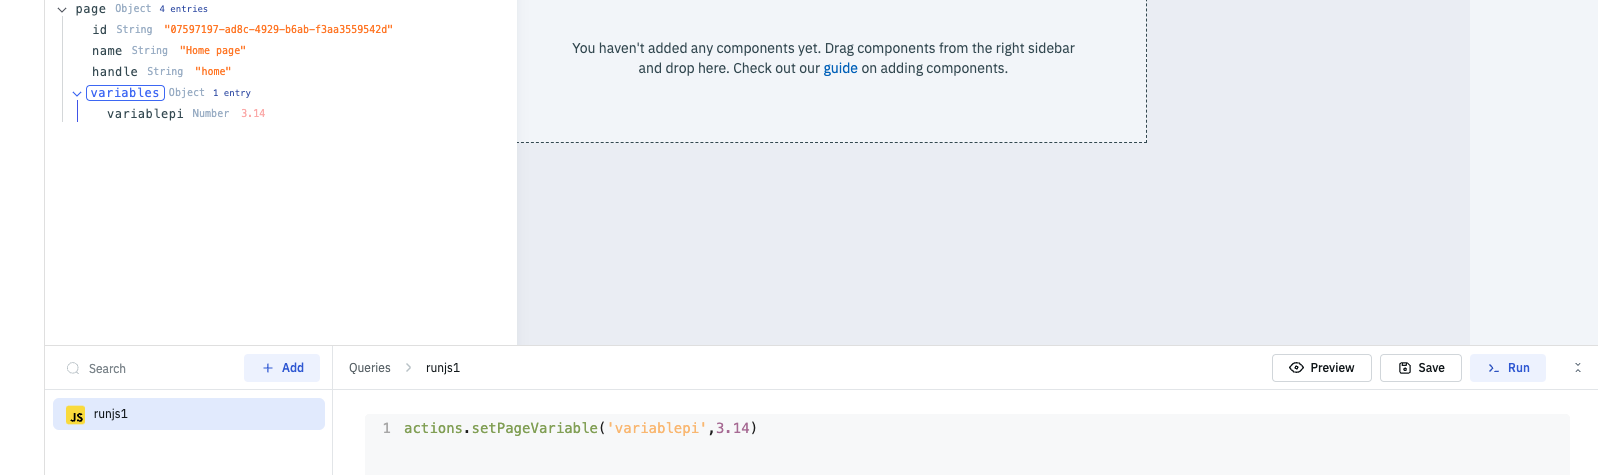 page Object 4 entries
id String "07597197-ad8c-4929-b6ab-f3aa3559542d"
name String "Home page"
handle String "home"
variables Object 1 entry
variablepi Number 3.14
You haven't added any components yet. Drag components from the right sidebar
and drop here. Check out our guide on adding components.
Search
+ Add
Queries > runjs1
Preview
Save
Run
JS runjs1
1 actions.setPageVariable('variablepi',3.14)